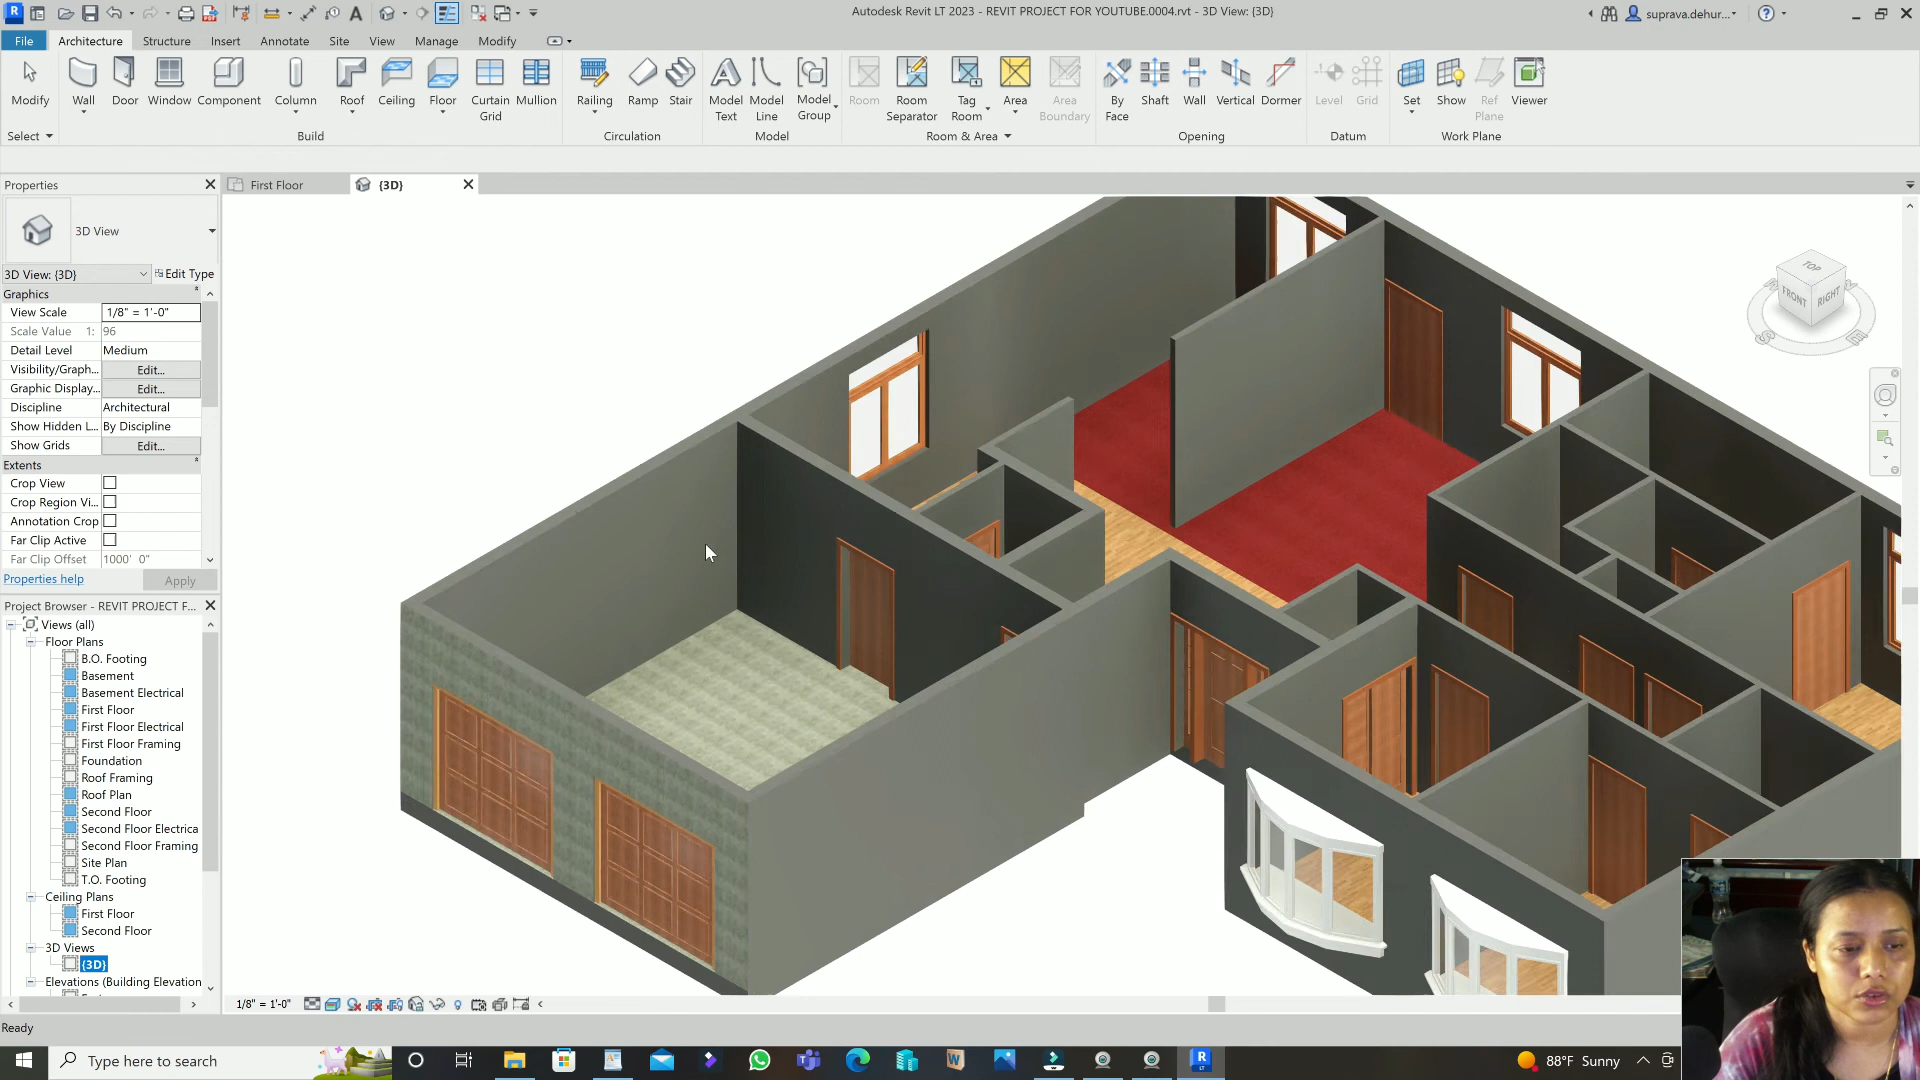 Autodesk Revit LT 2023 - REVIT PROJECT FOR YOUTUBE.0004.rvt - 3D View: {3D}
suprava.dehur...
File Architecture Structure Insert Annotate Site View Manage Modify
Modify Wall Door Window Component Column Roof Ceiling Floor Curtain Grid Mullion Railing Ramp Stair Model Text Model Line Model Group Room Room Separator Tag Room Area Area Boundary By Face Shaft Wall Vertical Dormer Level Grid Set Show Ref Plane Viewer
Select Build Circulation Model Room & Area Opening Datum Work Plane
Properties
First Floor {3D}
3D View
3D View: {3D} Edit Type
Graphics
View Scale 1/8" = 1'-0"
Scale Value 1: 96
Detail Level Medium
Visibility/Graph... Edit...
Graphic Display... Edit...
Discipline Architectural
Show Hidden L... By Discipline
Show Grids Edit...
Extents
Crop View
Crop Region Vi...
Annotation Crop
Far Clip Active
Far Clip Offset 1000' 0"
Properties help Apply
Project Browser - REVIT PROJECT F...
Views (all)
Floor Plans
B.O. Footing
Basement
Basement Electrical
First Floor
First Floor Electrical
First Floor Framing
Foundation
Roof Framing
Roof Plan
Second Floor
Second Floor Electrica
Second Floor Framing
Site Plan
T.O. Footing
Ceiling Plans
First Floor
Second Floor
3D Views
{3D}
Elevations (Building Elevation
TOP
FRONT RIGHT
1/8" = 1'-0"
Ready
Type here to search
88°F Sunny